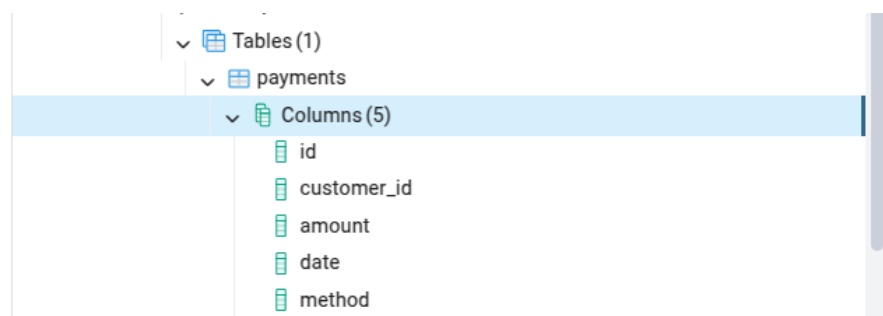 Tables (1)
payments
Columns (5)
id
customer_id
amount
date
method